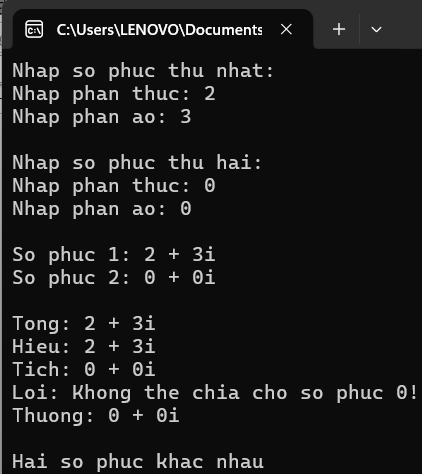 C:\Users\LENOVO\Documents
Nhap so phuc thu nhat:
Nhap phan thuc: 2
Nhap phan ao: 3
Nhap so phuc thu hai:
Nhap phan thuc: 0
Nhap phan ao: 0
So phuc 1: 2 + 3i
So phuc 2: 0 + 0i
Tong: 2 + 3i
Hieu: 2 + 3i
Tich: 0 + 0i
Loi: Khong the chia cho so phuc 0!
Thuong: 0 + 0i
Hai so phuc khac nhau